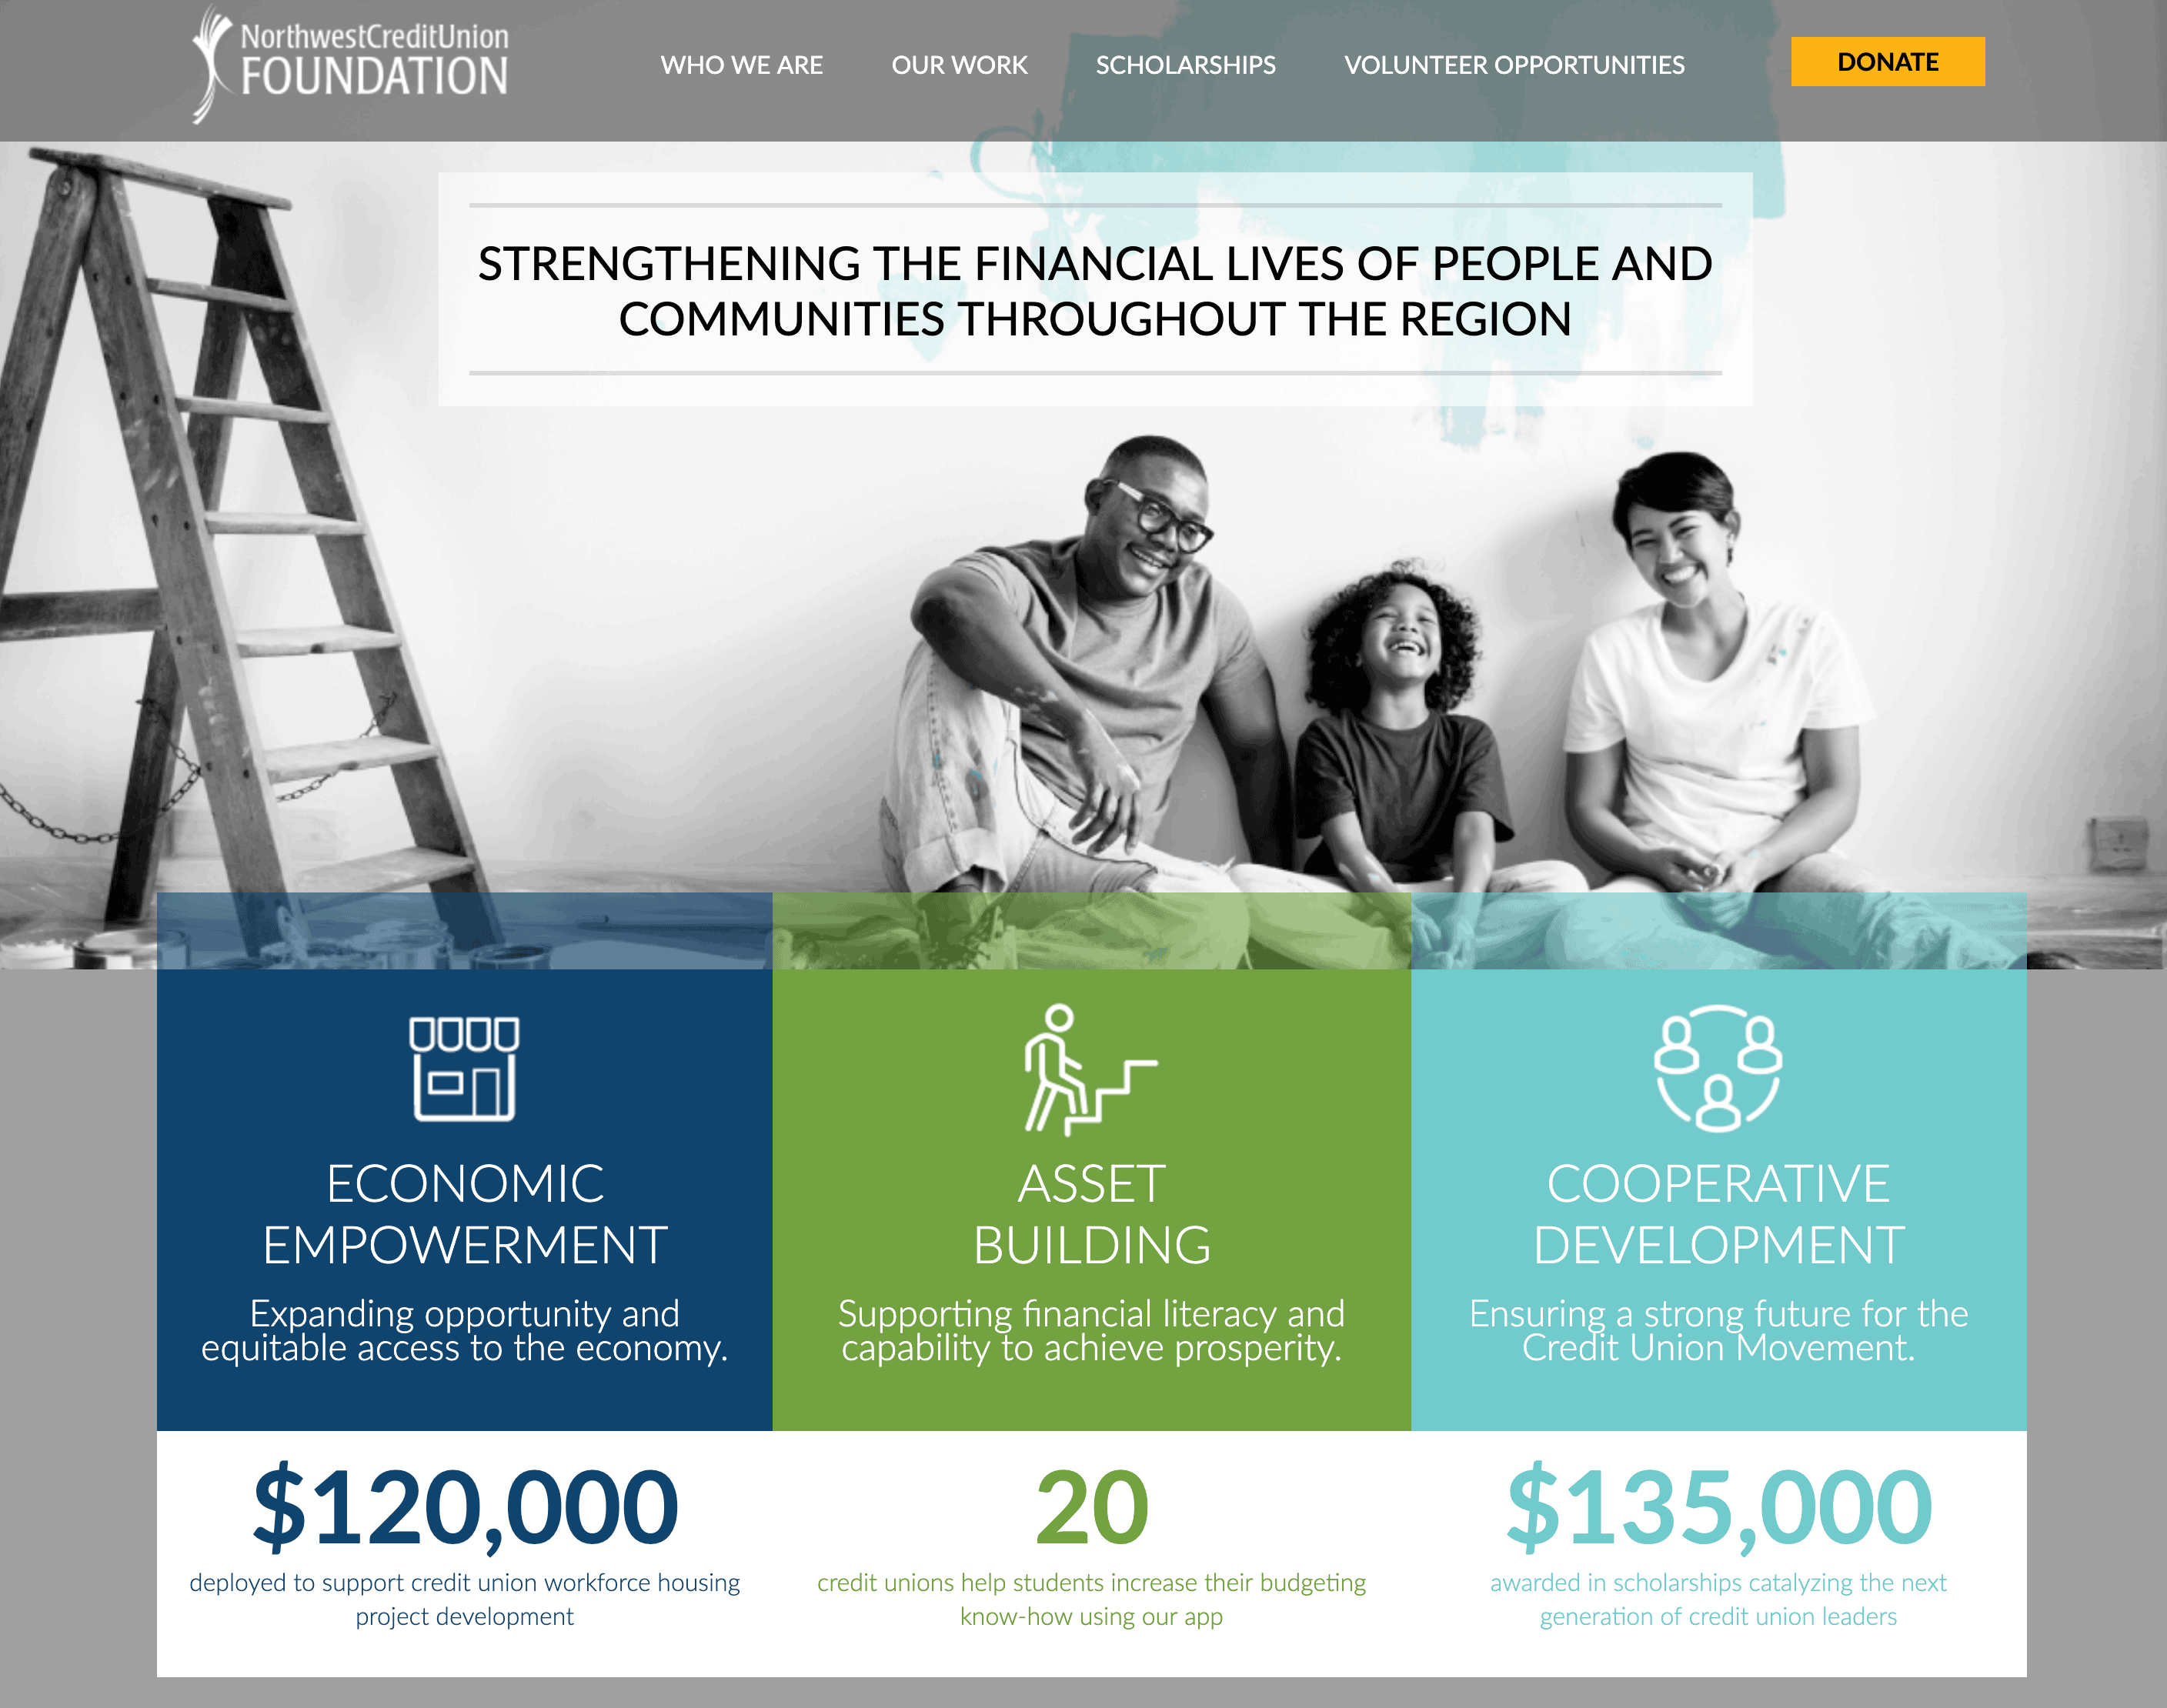 NorthwestCreditUnion
FOUNDATION
WHO WE ARE
OUR WORK
SCHOLARSHIPS
VOLUNTEER OPPORTUNITIES
DONATE
STRENGTHENING THE FINANCIAL LIVES OF PEOPLE AND
COMMUNITIES THROUGHOUT THE REGION
ECONOMIC
EMPOWERMENT
Expanding opportunity and
equitable access to the economy.
ASSET
BUILDING
Supporting financial literacy and
capability to achieve prosperity.
COOPERATIVE
DEVELOPMENT
Ensuring a strong future for the
Credit Union Movement.
$120,000
deployed to support credit union workforce housing
project development
20
credit unions help students increase their budgeting
know-how using our app
$135,000
awarded in scholarships catalyzing the next
generation of credit union leaders